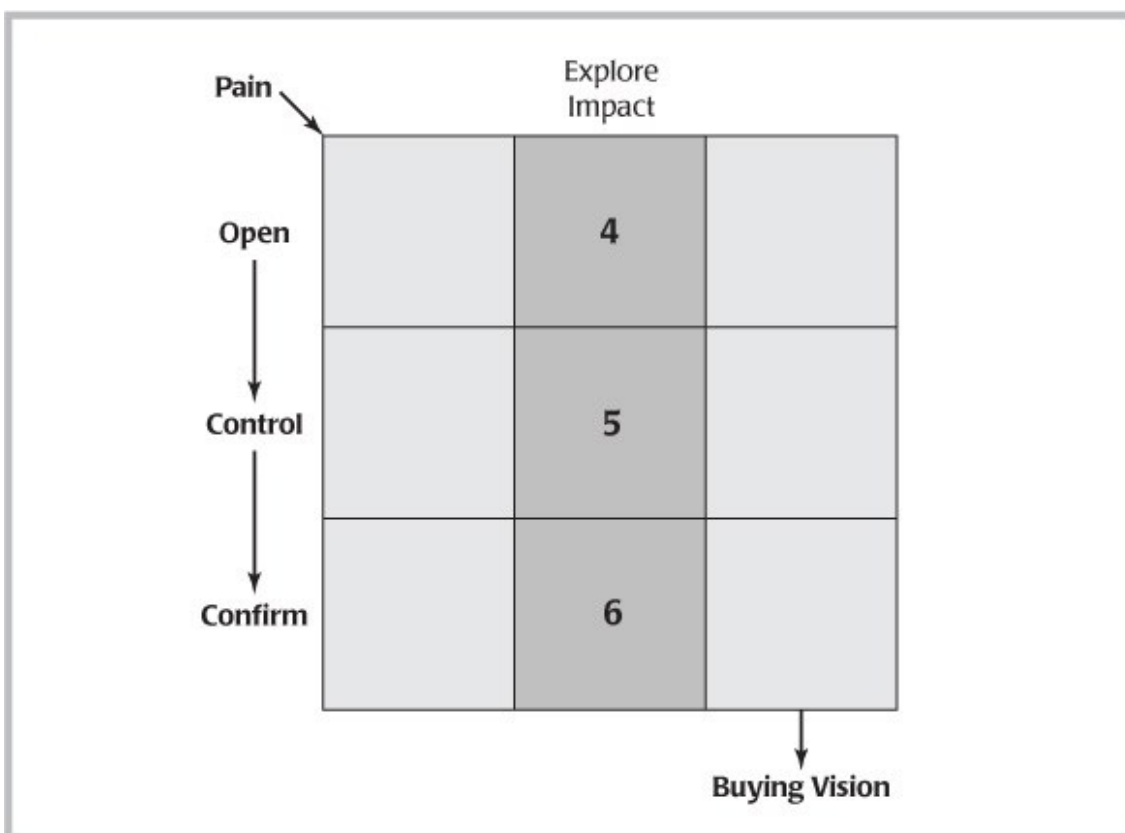 Explore
Impact
Pain
Open
4
Control
5
Confirm
6
Buying Vision